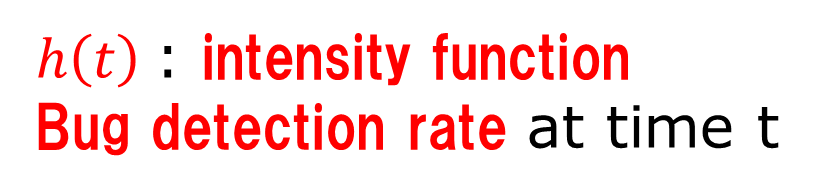 h(t) : intensity function
Bug detection rate at time t